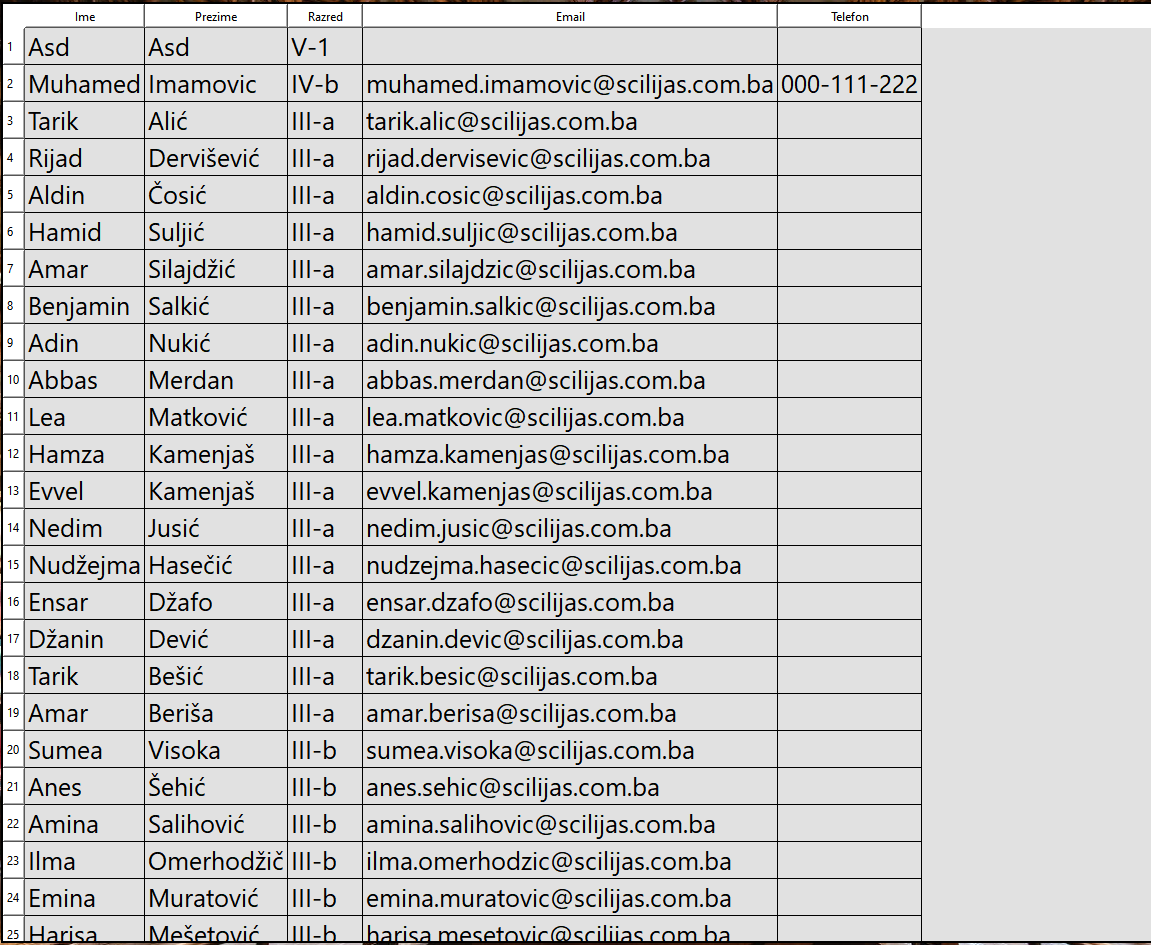 Ime Prezime Razred Email Telefon
1 Asd Asd V-1
2 Muhamed Imamovic IV-b muhamed.imamovic@scilijas.com.ba 000-111-222
3 Tarik Alić III-a tarik.alic@scilijas.com.ba
4 Rijad Dervišević III-a rijad.dervisevic@scilijas.com.ba
5 Aldin Čosić III-a aldin.cosic@scilijas.com.ba
6 Hamid Suljić III-a hamid.suljic@scilijas.com.ba
7 Amar Silajdžić III-a amar.silajdzic@scilijas.com.ba
8 Benjamin Salkić III-a benjamin.salkic@scilijas.com.ba
9 Adin Nukić III-a adin.nukic@scilijas.com.ba
10 Abbas Merdan III-a abbas.merdan@scilijas.com.ba
11 Lea Matković III-a lea.matkovic@scilijas.com.ba
12 Hamza Kamenjaš III-a hamza.kamenjas@scilijas.com.ba
13 Evvel Kamenjaš III-a evvel.kamenjas@scilijas.com.ba
14 Nedim Jusić III-a nedim.jusic@scilijas.com.ba
15 Nudžejma Hasečić III-a nudzejma.hasecic@scilijas.com.ba
16 Ensar Džafo III-a ensar.dzafo@scilijas.com.ba
17 Džanin Dević III-a dzanin.devic@scilijas.com.ba
18 Tarik Bešić III-a tarik.besic@scilijas.com.ba
19 Amar Beriša III-a amar.berisa@scilijas.com.ba
20 Sumea Visoka III-b sumea.visoka@scilijas.com.ba
21 Anes Šehić III-b anes.sehic@scilijas.com.ba
22 Amina Salihović III-b amina.salihovic@scilijas.com.ba
23 Ilma Omerhodžič III-b ilma.omerhodzic@scilijas.com.ba
24 Emina Muratović III-b emina.muratovic@scilijas.com.ba
25 Harisa Mešetović III-b harisa.mesetovic@scilijas.com.ba